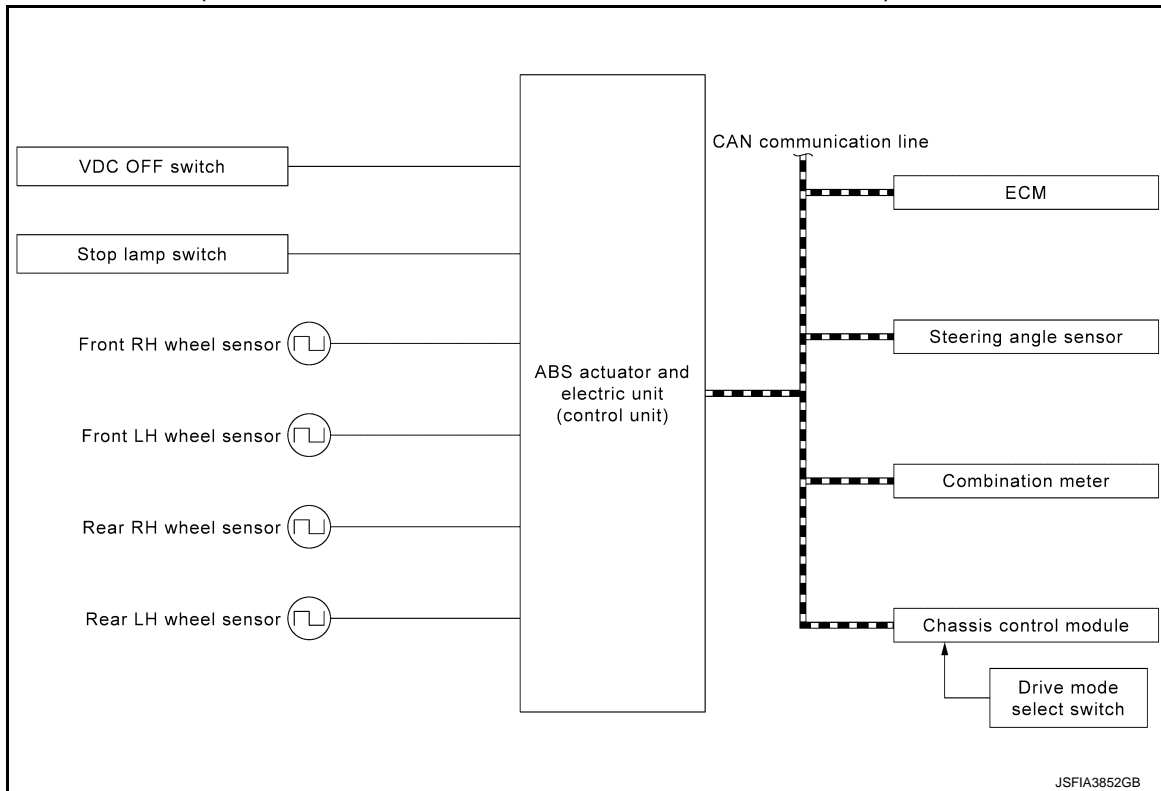 VDC OFF switch
Stop lamp switch
Front RH wheel sensor
Front LH wheel sensor
Rear RH wheel sensor
Rear LH wheel sensor
ABS actuator and
electric unit
(control unit)
CAN communication line
ECM
Steering angle sensor
Combination meter
Chassis control module
Drive mode
select switch
JSFIA3852GB